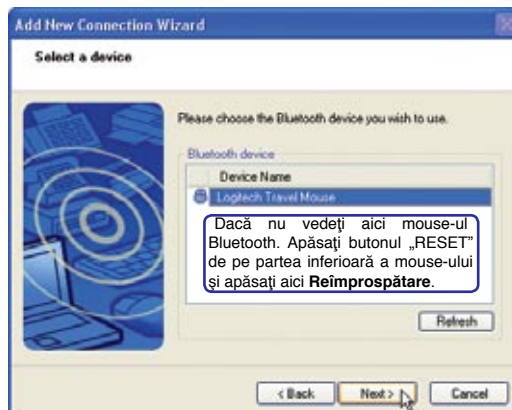 Add New Connection Wizard
Select a device
Please choose the Bluetooth device you wish to use.
Bluetooth device
Device Name
Logitech Travel Mouse
Dacă nu vedeţi aici mouse-ul
Bluetooth. Apăsaţi butonul „RESET”
de pe partea inferioară a mouse-ului
şi apăsaţi aici Reîmprospătare.
Refresh
< Back
Next >
Cancel